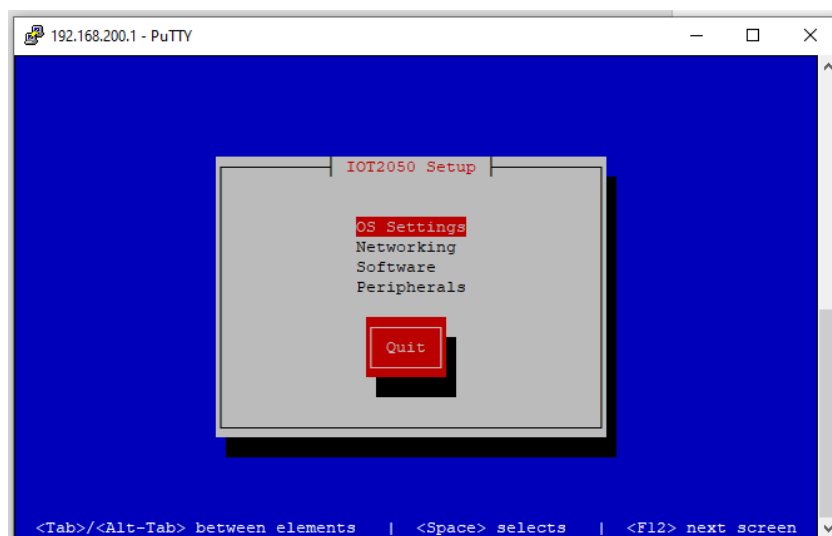 192.168.200.1 - PuTTY
IOT2050 Setup
OS Settings
Networking
Software
Peripherals
Quit
<Tab>/<Alt-Tab> between elements | <Space> selects | <F12> next screen